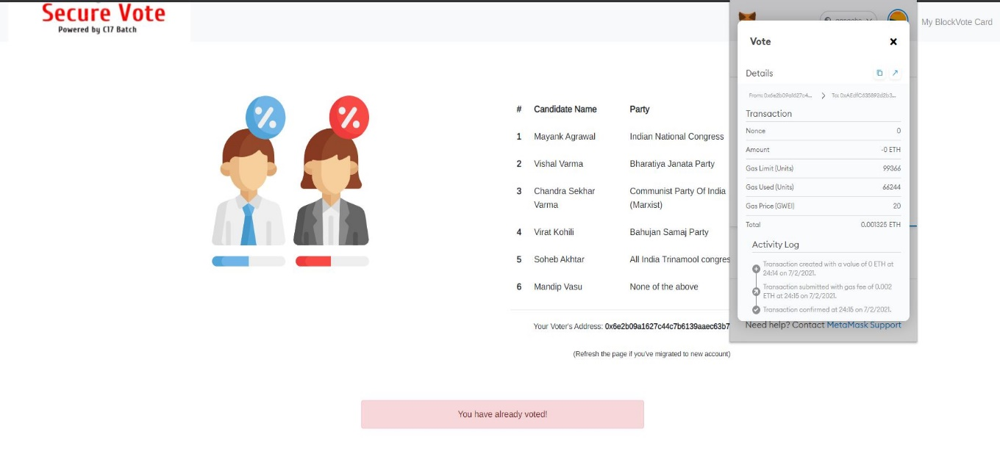 Secure Vote
Powered by C17 Batch
My BlockVote Card
# Candidate Name Party
1 Mayank Agrawal Indian National Congress
2 Vishal Varma Bharatiya Janata Party
3 Chandra Sekhar Communist Party Of India
Varma (Marxist)
4 Virat Kohili Bahujan Samaj Party
5 Soheb Akhtar All India Trinamool congres
6 Mandip Vasu None of the above
Your Voter's Address: 0x6e2b09a1627c44c7b6139aaec63b7
(Refresh the page if you've migrated to new account)
You have already voted!
Vote
Details
From: 0x6e2b09a1627c4... > To: 0xAEdfC635892d2b3...
Transaction
Nonce 0
Amount -0 ETH
Gas Limit (Units) 99366
Gas Used (Units) 66244
Gas Price (GWEI) 20
Total 0.001325 ETH
Activity Log
Transaction created with a value of 0 ETH at
24:14 on 7/2/2021.
Transaction submitted with gas fee of 0.002
ETH at 24:15 on 7/2/2021.
Transaction confirmed at 24:15 on 7/2/2021.
Need help? Contact MetaMask Support